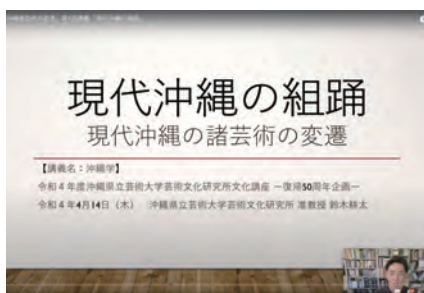 現代沖縄の組踊
現代沖縄の諸芸術の変遷
【講義名：沖縄学】
令和4年度沖縄県立芸術大学芸術文化研究所文化講座 －復帰50周年企画－
令和4年4月14日（木） 沖縄県立芸術大学芸術文化研究所 准教授 鈴木耕太